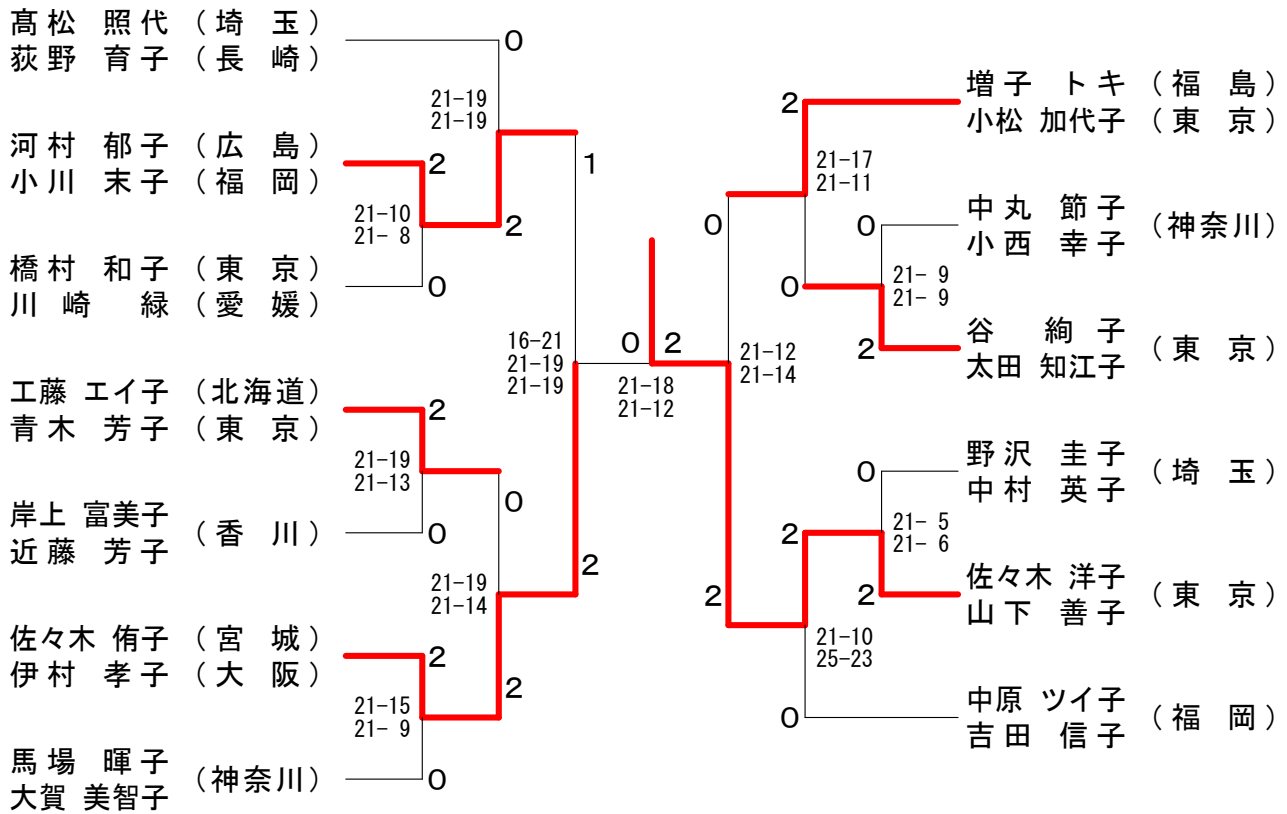 髙松 照代 (埼 玉)
荻野 育子 (長 崎)
河村 郁子 (広 島)
小川 末子 (福 岡)
橋村 和子 (東 京)
川崎 緑 (愛 媛)
工藤 エイ子 (北海道)
青木 芳子 (東 京)
岸上 富美子
近藤 芳子
(香 川)
佐々木 侑子 (宮 城)
伊村 孝子 (大 阪)
馬場 暉子
大賀 美智子
(神奈川)
0
21-19
21-19
2
21-10
21- 8
2
0
1
2
21-19
21-13
0
0
16-21
21-19
21-19
2
21-19
21-14
2
21-15
21- 9
2
0
0
2
21-18
21-12
0
21-12
21-14
2
2
21-17
21-11
0
0
21- 9
21- 9
2
0
21- 5
21- 6
2
2
21-10
25-23
0
増子 トキ (福 島)
小松 加代子 (東 京)
中丸 節子
小西 幸子
(神奈川)
谷 絢子
太田 知江子
(東 京)
野沢 圭子
中村 英子
(埼 玉)
佐々木 洋子
山下 善子
(東 京)
中原 ツイ子
吉田 信子
(福 岡)